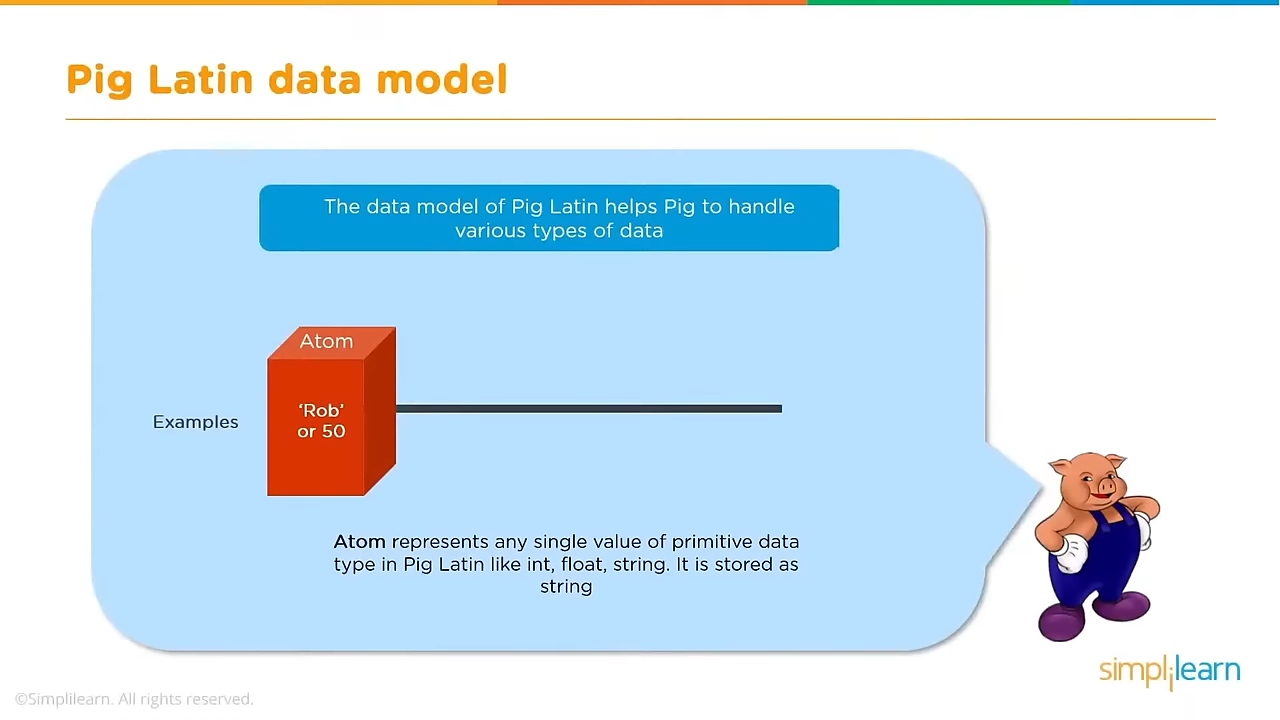 Pig Latin data model
The data model of Pig Latin helps Pig to handle
various types of data
Atom
‘Rob’
or 50
Examples
Atom represents any single value of primitive data
type in Pig Latin like int, float, string. It is stored as
string
simplilearn
©Simplilearn. All rights reserved.